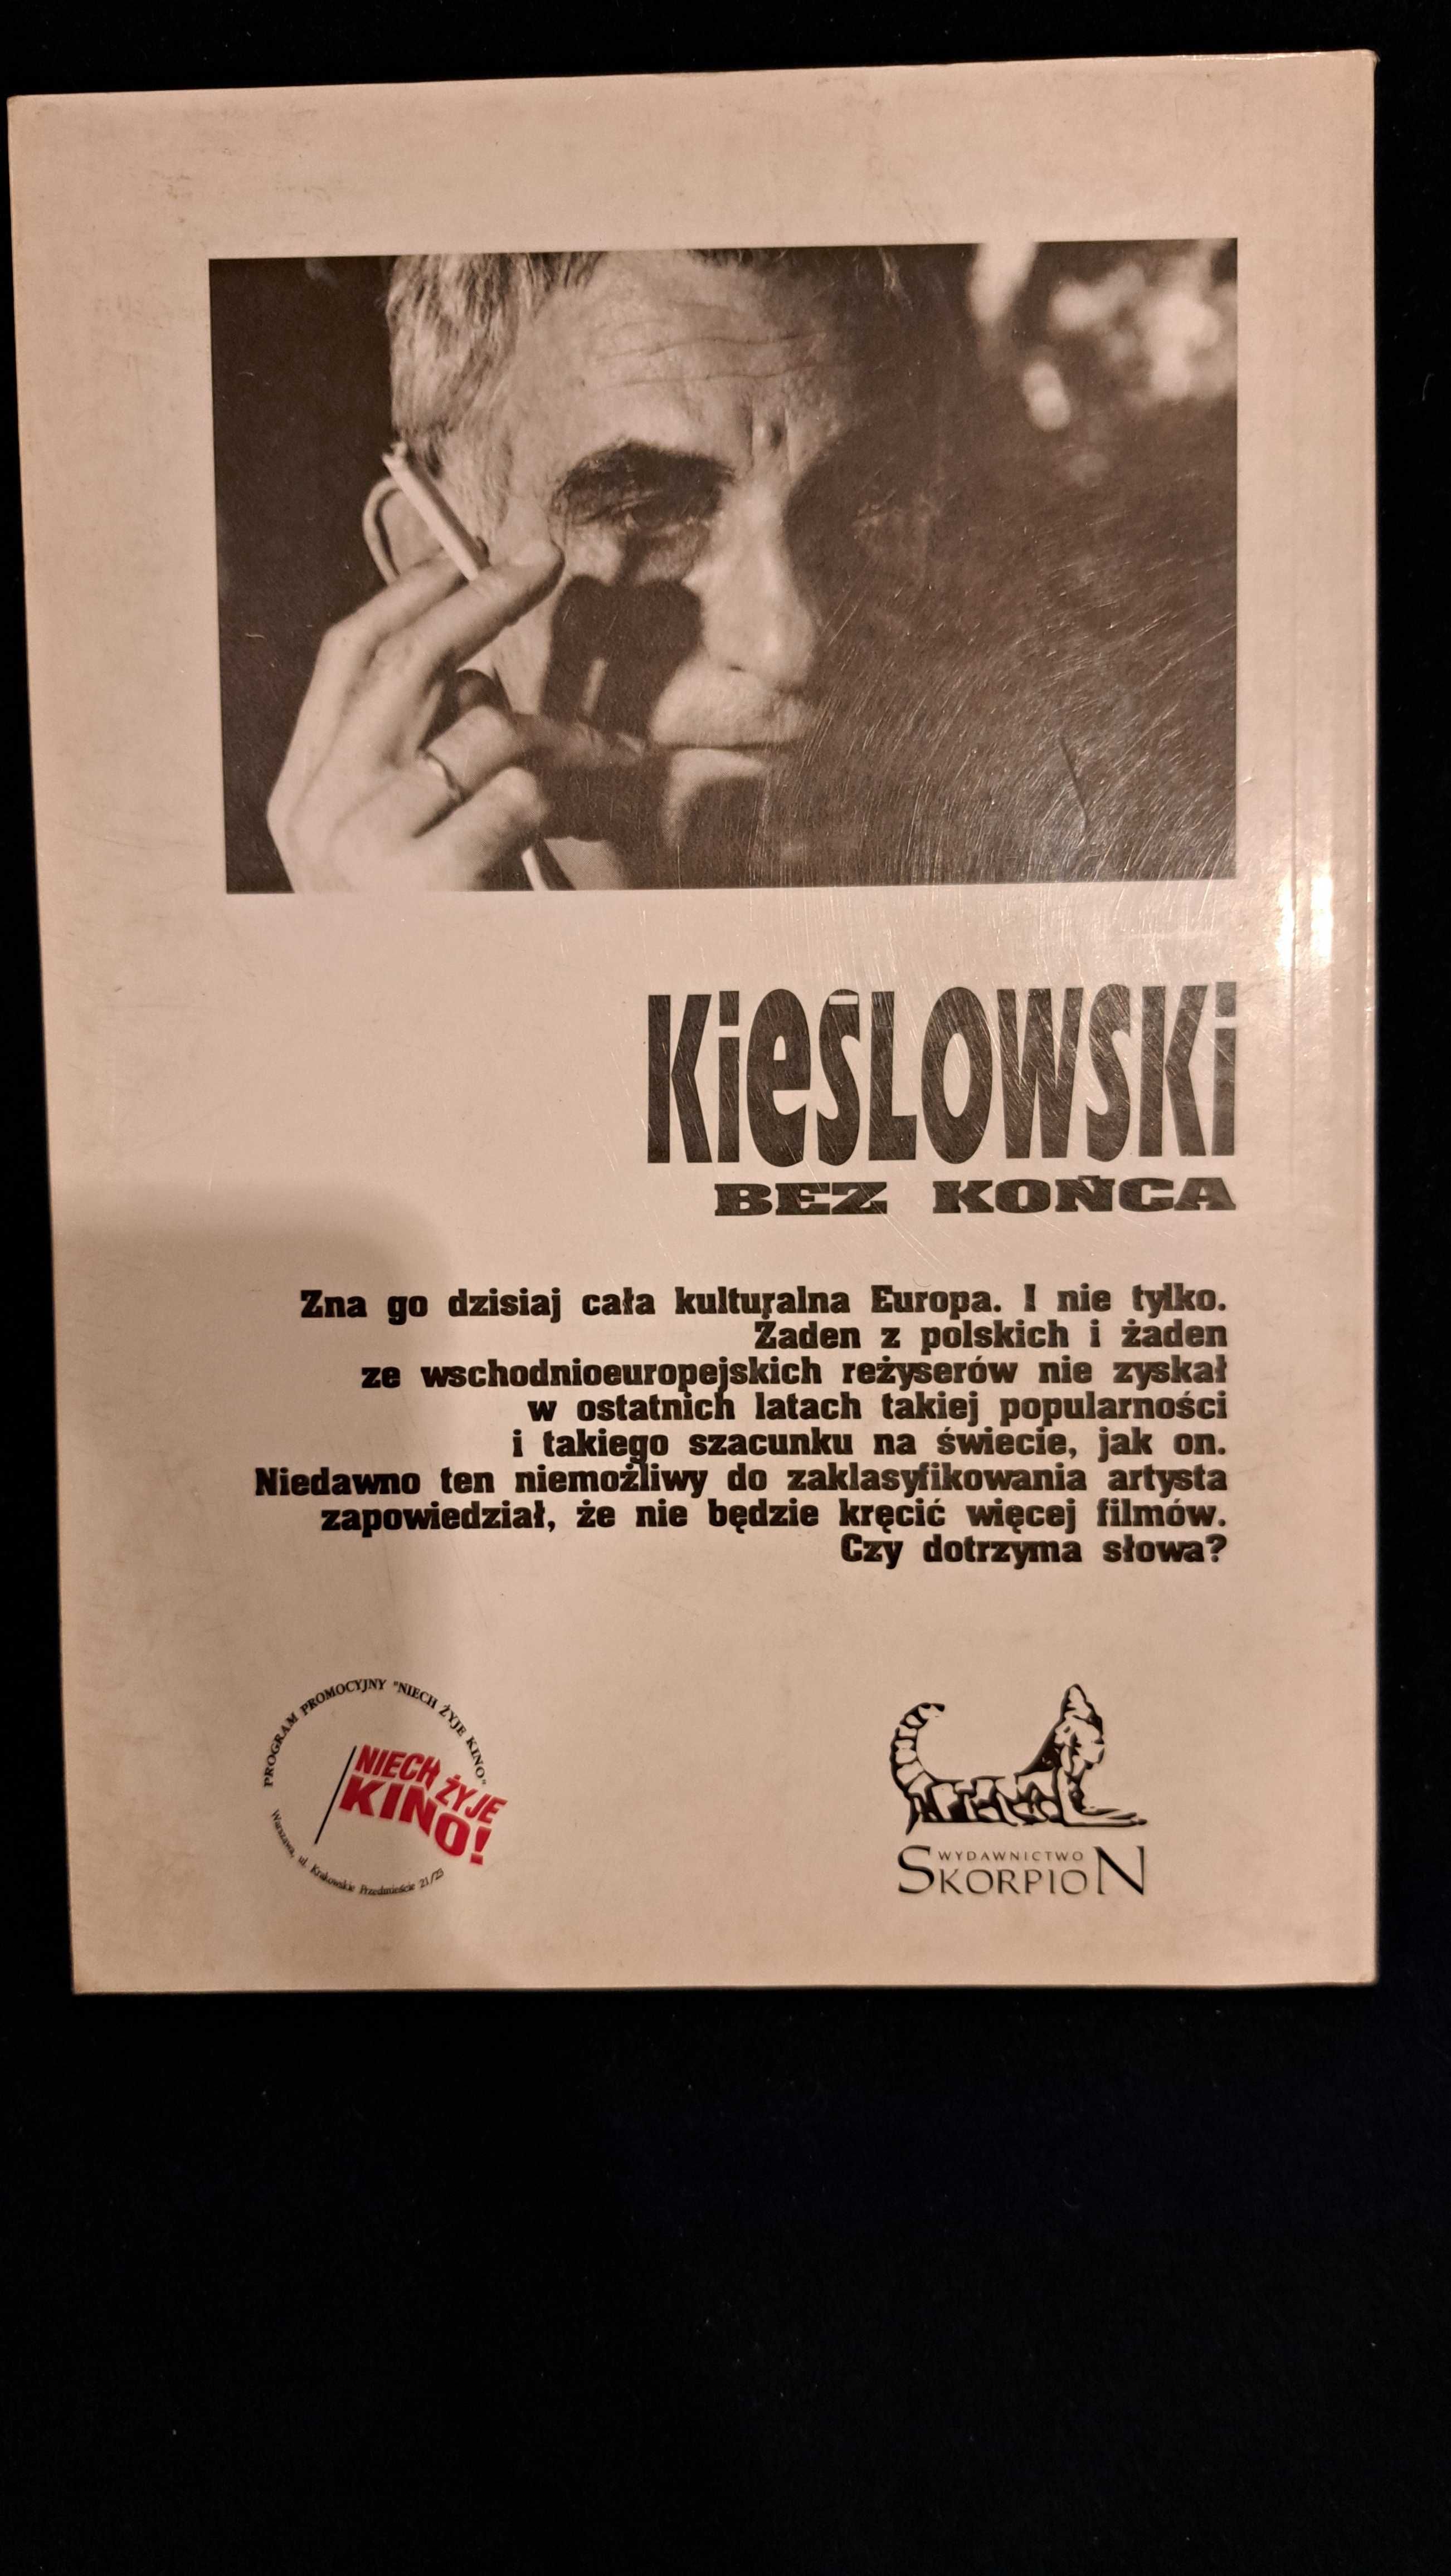 KiEŚLOWSKi
BEZ KOŃCA
Zna go dzisiaj cała kulturalna Europa. I nie tylko.
Żaden z polskich i żaden
ze wschodnioeuropejskich reżyserów nie zyskał
w ostatnich latach takiej popularności
i takiego szacunku na świecie, jak on.
Niedawno ten niemożliwy do zaklasyfikowania artysta
zapowiedział, że nie będzie kręcić więcej filmów.
Czy dotrzyma słowa?
PROGRAM PROMOCYJNY "NIECH ŻYJE KINO"
NIECH ŻYJE
KINO!
Warszawa, ul. Krakowskie Przedmieście 21/23
WYDAWNICTWO
SKORPION